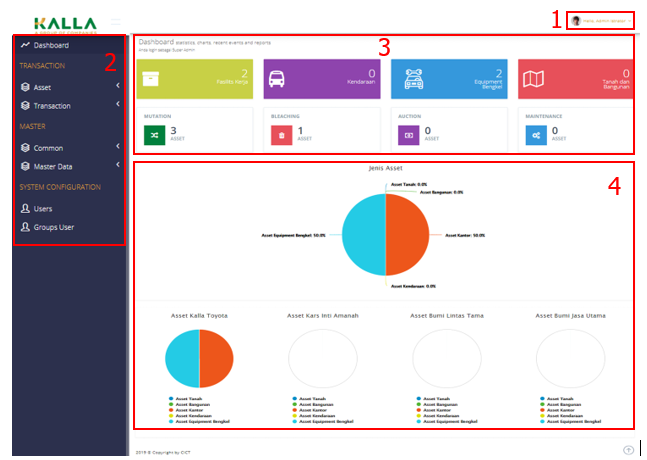 1
KALLA
Halo, Admin
Dashboard
2
TRANSACTION
Asset
Transaction
MASTER
Common
Master Data
SYSTEM CONFIGURATION
Users
Groups User
Dashboard statistics, charts, recent events and reports
Anda login sebagai Super Admin
3
2
Fasilitas Kerja
0
Kendaraan
2
Equipment
Bengkel
0
Tanah dan
Bangunan
MUTATION
3
ASSET
BLEACHING
1
ASSET
AUCTION
0
ASSET
MAINTENANCE
0
ASSET
4
Jenis Asset
Asset Tanah: 0.0%
Asset Bangunan: 0.0%
Asset Equipment Bengkel: 50.0%
Asset Kantor: 50.0%
Asset Kendaraan: 0.0%
Asset Kalla Toyota
Asset Kars Inti Amanah
Asset Bumi Lintas Tama
Asset Bumi Jasa Utama
Asset Tanah
Asset Bangunan
Asset Kantor
Asset Kendaraan
Asset Equipment Bengkel
Asset Tanah
Asset Bangunan
Asset Kantor
Asset Kendaraan
Asset Equipment Bengkel
Asset Tanah
Asset Bangunan
Asset Kantor
Asset Kendaraan
Asset Equipment Bengkel
Asset Tanah
Asset Bangunan
Asset Kantor
Asset Kendaraan
Asset Equipment Bengkel
2019 © Copyright by CICT